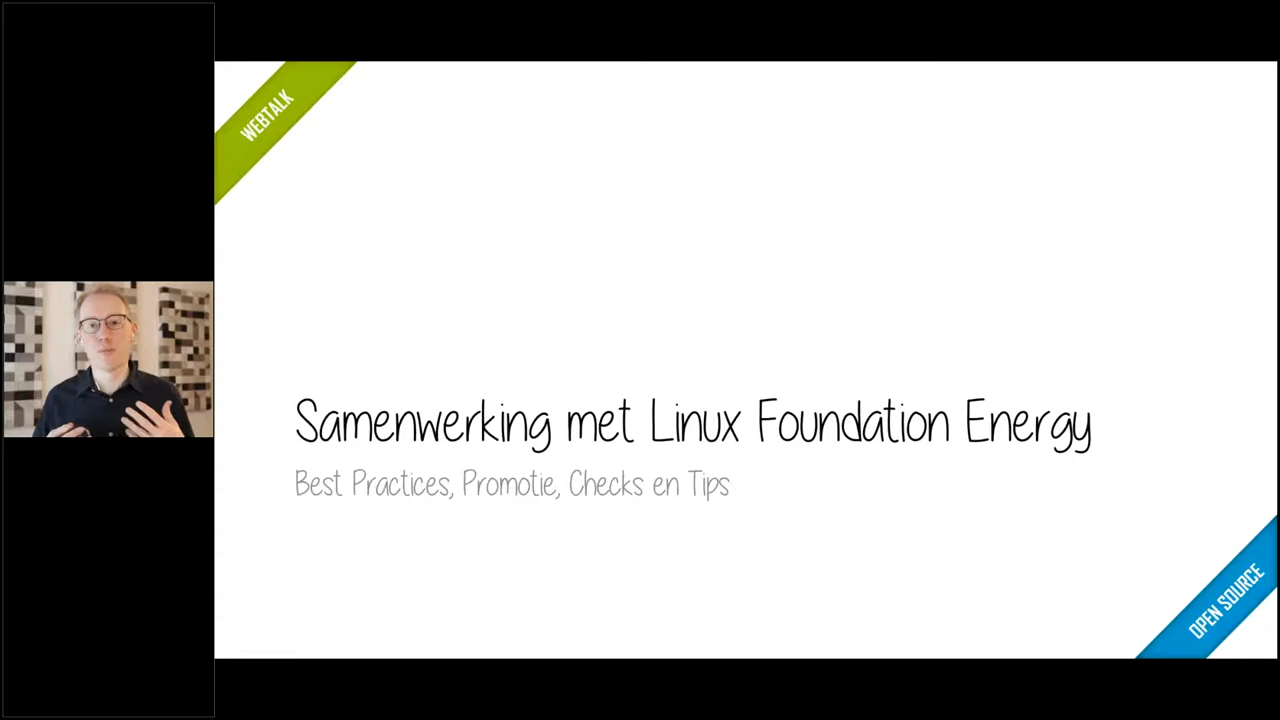 WEBTALK
Samenwerking met Linux Foundation Energy
Best Practices, Promotie, Checks en Tips
OPEN SOURCE